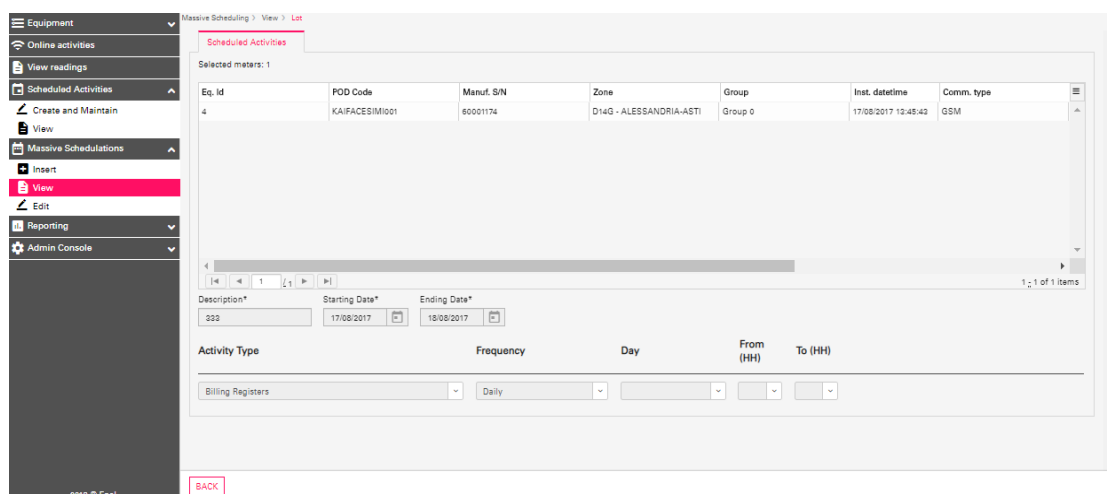 Equipment
Online activities
View readings
Scheduled Activities
Create and Maintain
View
Massive Schedulations
Insert
View
Edit
Reporting
Admin Console
Massive Scheduling > View > Lot
Scheduled Activities
Selected meters: 1
Eq. Id POD Code Manuf. S/N Zone Group Inst. datetime Comm. type
4 KAIFACESIMI001 60001174 D14G - ALESSANDRIA-ASTI Group 0 17/08/2017 12:45:43 GSM
1 / 1 1 - 1 of 1 items
Description* Starting Date* Ending Date*
333 17/08/2017 18/08/2017
Activity Type Frequency Day From (HH) To (HH)
Billing Registers Daily
BACK